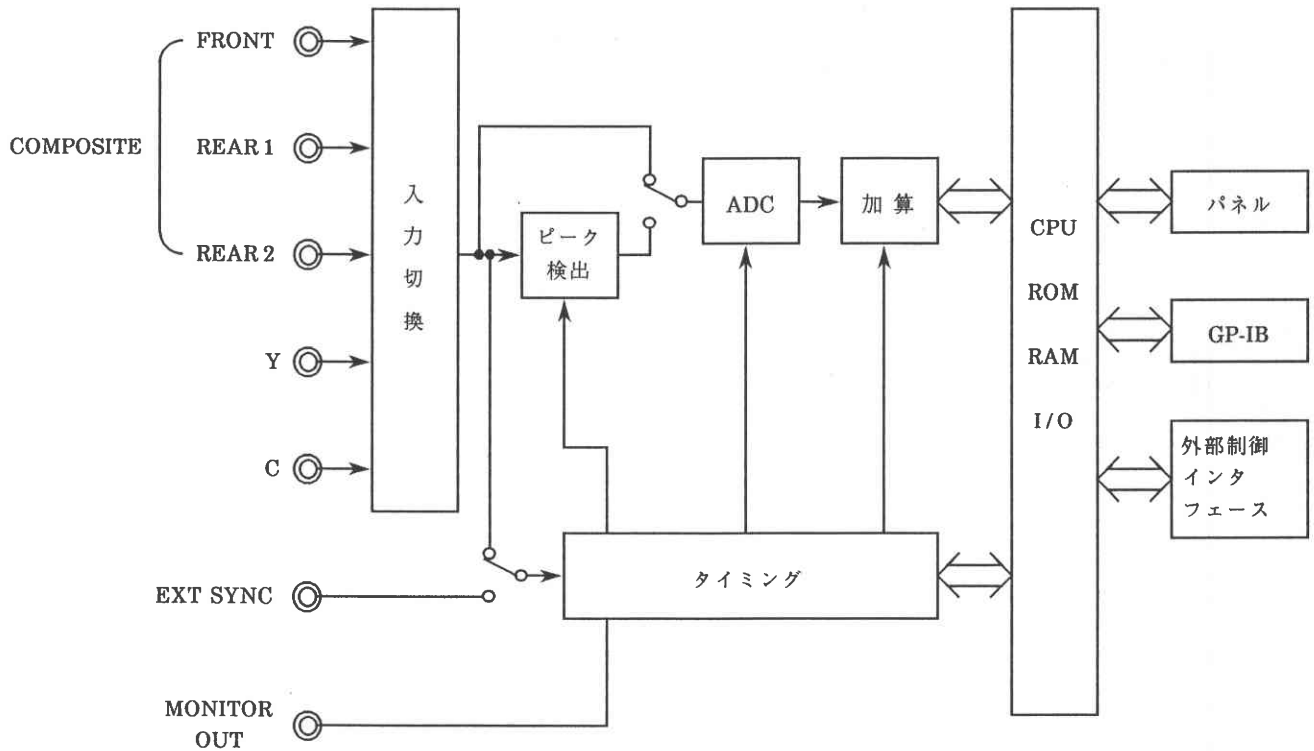 FRONT
COMPOSITE
REAR 1
REAR 2
Y
C
EXT SYNC
MONITOR
OUT
入
力
切
換
ピーク
検出
ADC
加 算
タイミング
CPU
ROM
RAM
I/O
パネル
GP-IB
外部制御
インタ
フェース